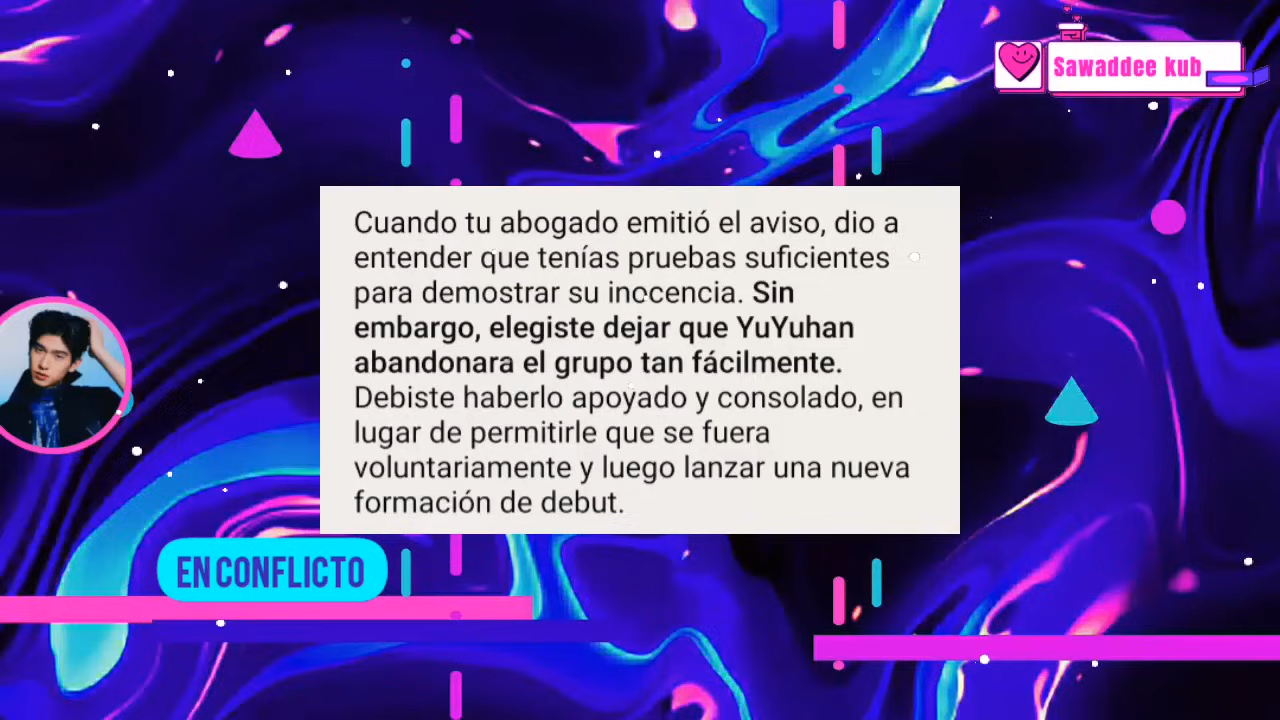 Sawaddee kub
Cuando tu abogado emitió el aviso, dio a
entender que tenías pruebas suficientes
para demostrar su inocencia. Sin
embargo, elegiste dejar que YuYuhan
abandonara el grupo tan fácilmente.
Debiste haberlo apoyado y consolado, en
lugar de permitirle que se fuera
voluntariamente y luego lanzar una nueva
formación de debut.
EN CONFLICTO